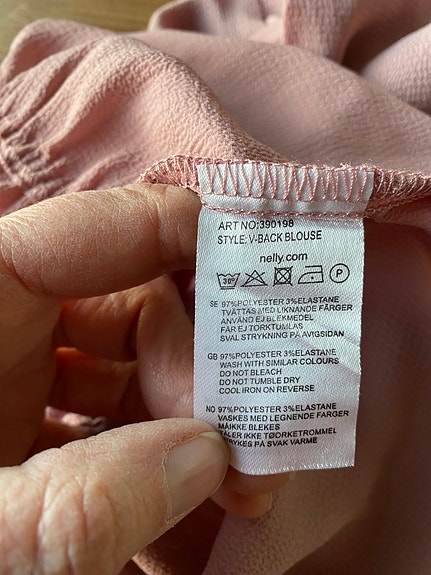 ART NO:390198
STYLE: V-BACK BLOUSE
nelly.com
30° P
SE 97%POLYESTER 3%ELASTANE
TVÄTTAS MED LIKNANDE FÄRGER
ANVÄND EJ BLEKMEDEL
FÅR EJ TORKTUMLAS
SVAL STRYKNING PÅ AVIGSIDAN
GB 97%POLYESTER 3%ELASTANE
WASH WITH SIMILAR COLOURS
DO NOT BLEACH
DO NOT TUMBLE DRY
COOL IRON ON REVERSE
NO 97%POLYESTER 3%ELASTANE
VASKES MED LEGNENDE FARGER
MÅIKKE BLEKES
TÅLER IKKE TØORKETROMMEL
STRYKES PÅ SVAK VARME